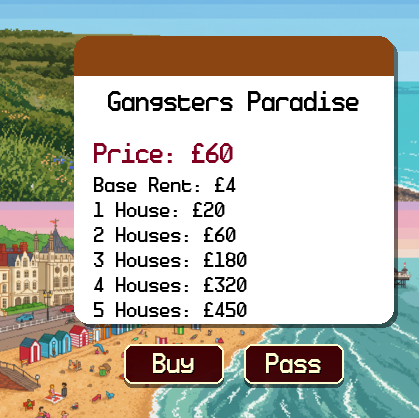 Gangsters Paradise
Price: £60
Base Rent: £4
1 House: £20
2 Houses: £60
3 Houses: £180
4 Houses: £320
5 Houses: £450
Buy Pass